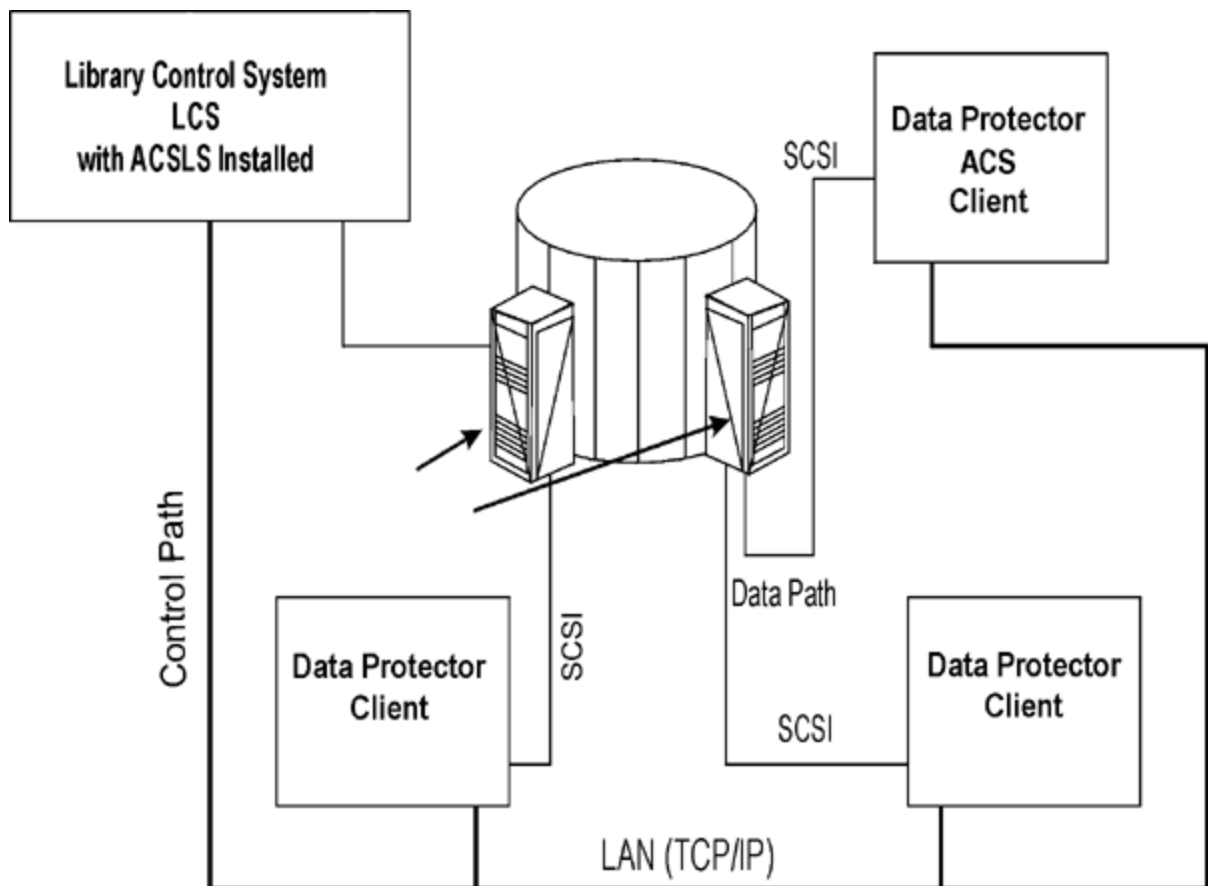 Library Control System
LCS
with ACSLS Installed
Data Protector
ACS
Client
SCSI
Control Path
Data Path
SCSI
Data Protector
Client
SCSI
Data Protector
Client
LAN (TCP/IP)